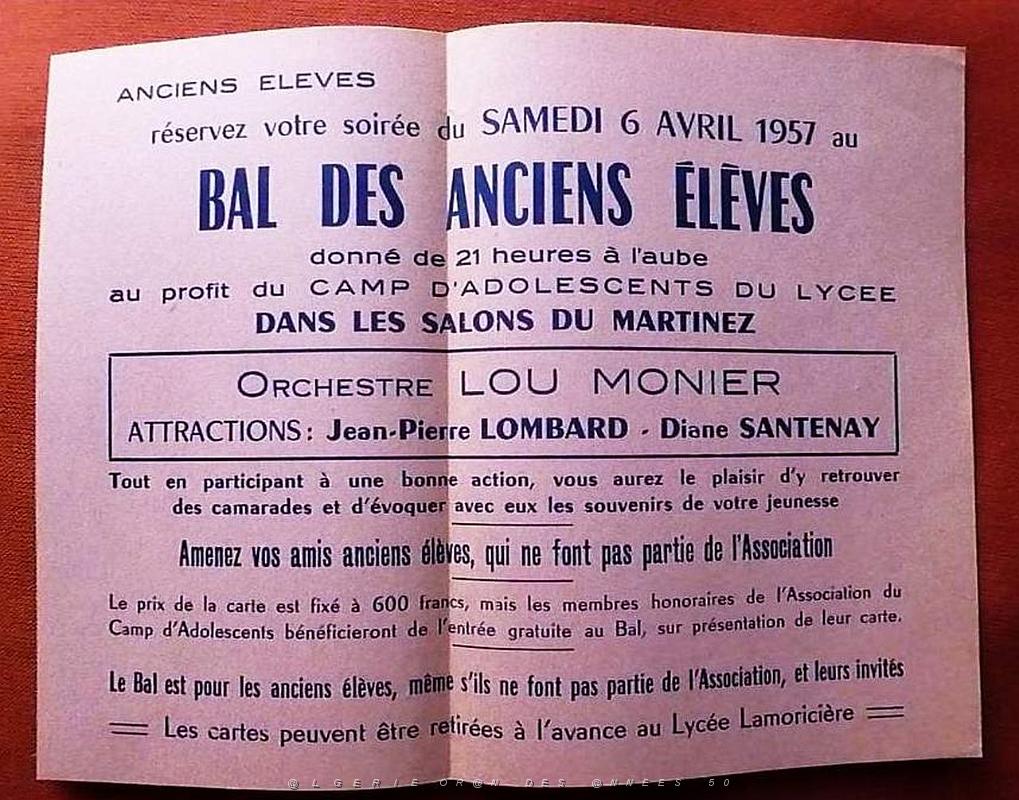 ANCIENS ELEVES
réservez votre soirée du SAMEDI 6 AVRIL 1957 au
BAL DES ANCIENS ÉLÈVES
donné de 21 heures à l'aube
au profit du CAMP D'ADOLESCENTS DU LYCEE
DANS LES SALONS DU MARTINEZ
ORCHESTRE LOU MONIER
ATTRACTIONS : Jean-Pierre LOMBARD - Diane SANTENAY
Tout en participant à une bonne action, vous aurez le plaisir d'y retrouver
des camarades et d'évoquer avec eux les souvenirs de votre jeunesse
Amenez vos amis anciens élèves, qui ne font pas partie de l'Association
Le prix de la carte est fixé à 600 francs, mais les membres honoraires de l'Association du
Camp d'Adolescents bénéficieront de l'entrée gratuite au Bal, sur présentation de leur carte.
Le Bal est pour les anciens élèves, même s'ils ne font pas partie de l'Association, et leurs invités
Les cartes peuvent être retirées à l'avance au Lycée Lamoricière
@LGERIE OR@N DES @NNEES 50